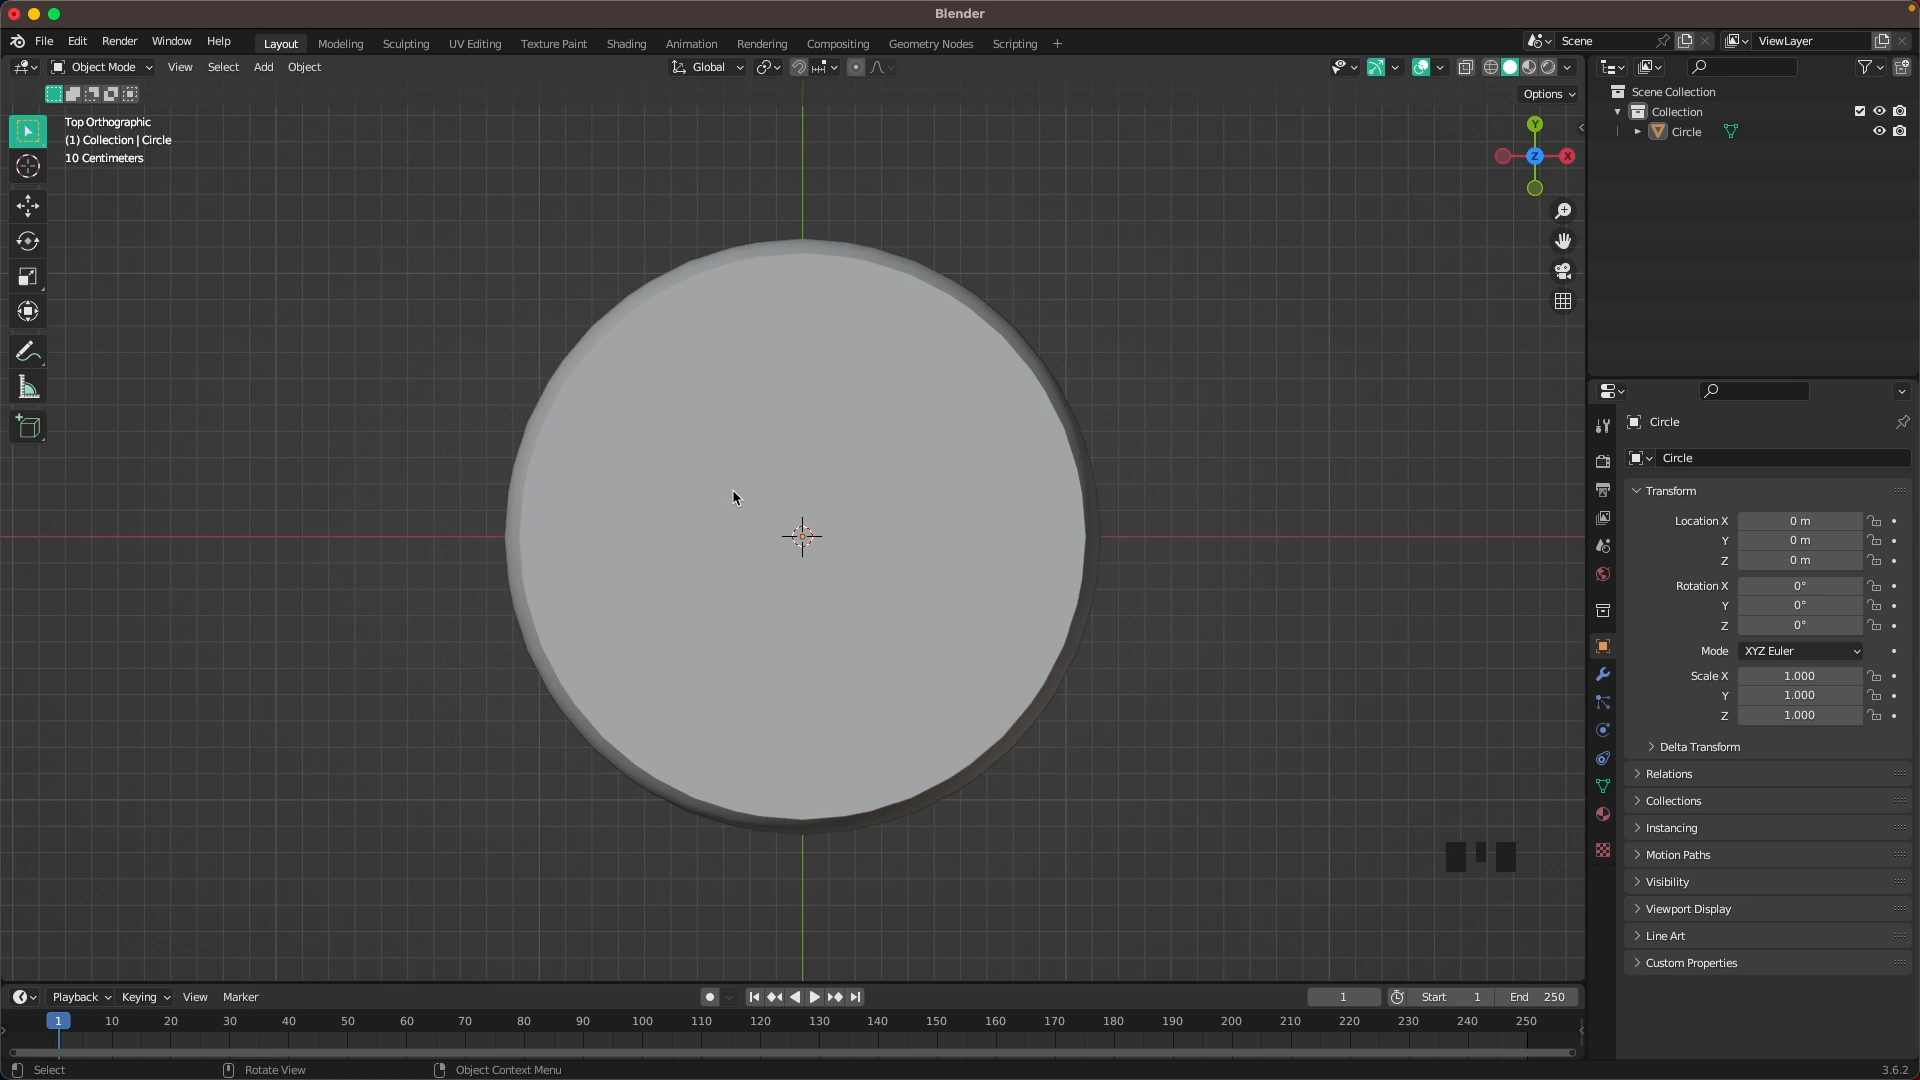 Blender
File Edit Render Window Help
Layout Modeling Sculpting UV Editing Texture Paint Shading Animation Rendering Compositing Geometry Nodes Scripting +
Scene
ViewLayer
Object Mode View Select Add Object
Global
Options
Top Orthographic
(1) Collection | Circle
10 Centimeters
Y
Z
X
Scene Collection
Collection
Circle
Circle
Circle
Transform
Location X 0 m
Y 0 m
Z 0 m
Rotation X 0°
Y 0°
Z 0°
Mode XYZ Euler
Scale X 1.000
Y 1.000
Z 1.000
Delta Transform
Relations
Collections
Instancing
Motion Paths
Visibility
Viewport Display
Line Art
Custom Properties
Playback Keying View Marker
1
Start 1
End 250
1 10 20 30 40 50 60 70 80 90 100 110 120 130 140 150 160 170 180 190 200 210 220 230 240 250
Select
Rotate View
Object Context Menu
3.6.2